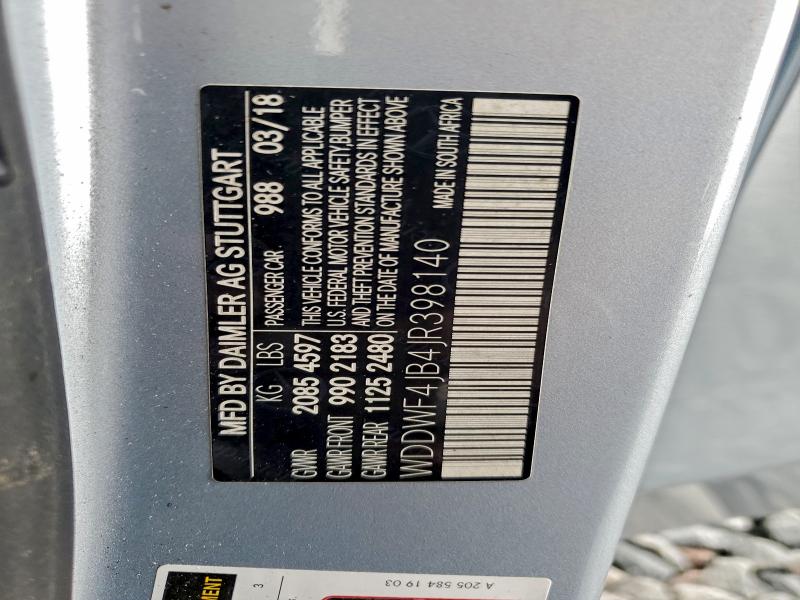 MFD BY DAIMLER AG STUTTGART
KG LBS PASSENGER CAR 988 03/18
GVWR 2085 4597
GAWR FRONT 990 2183
GAWR REAR 1125 2480
THIS VEHICLE CONFORMS TO ALL APPLICABLE
U.S. FEDERAL MOTOR VEHICLE SAFETY, BUMPER
AND THEFT PREVENTION STANDARDS IN EFFECT
ON THE DATE OF MANUFACTURE SHOWN ABOVE
WDDWF4JB4JR398140 MADE IN SOUTH AFRICA
A 205 584 19 03
3
EMENT